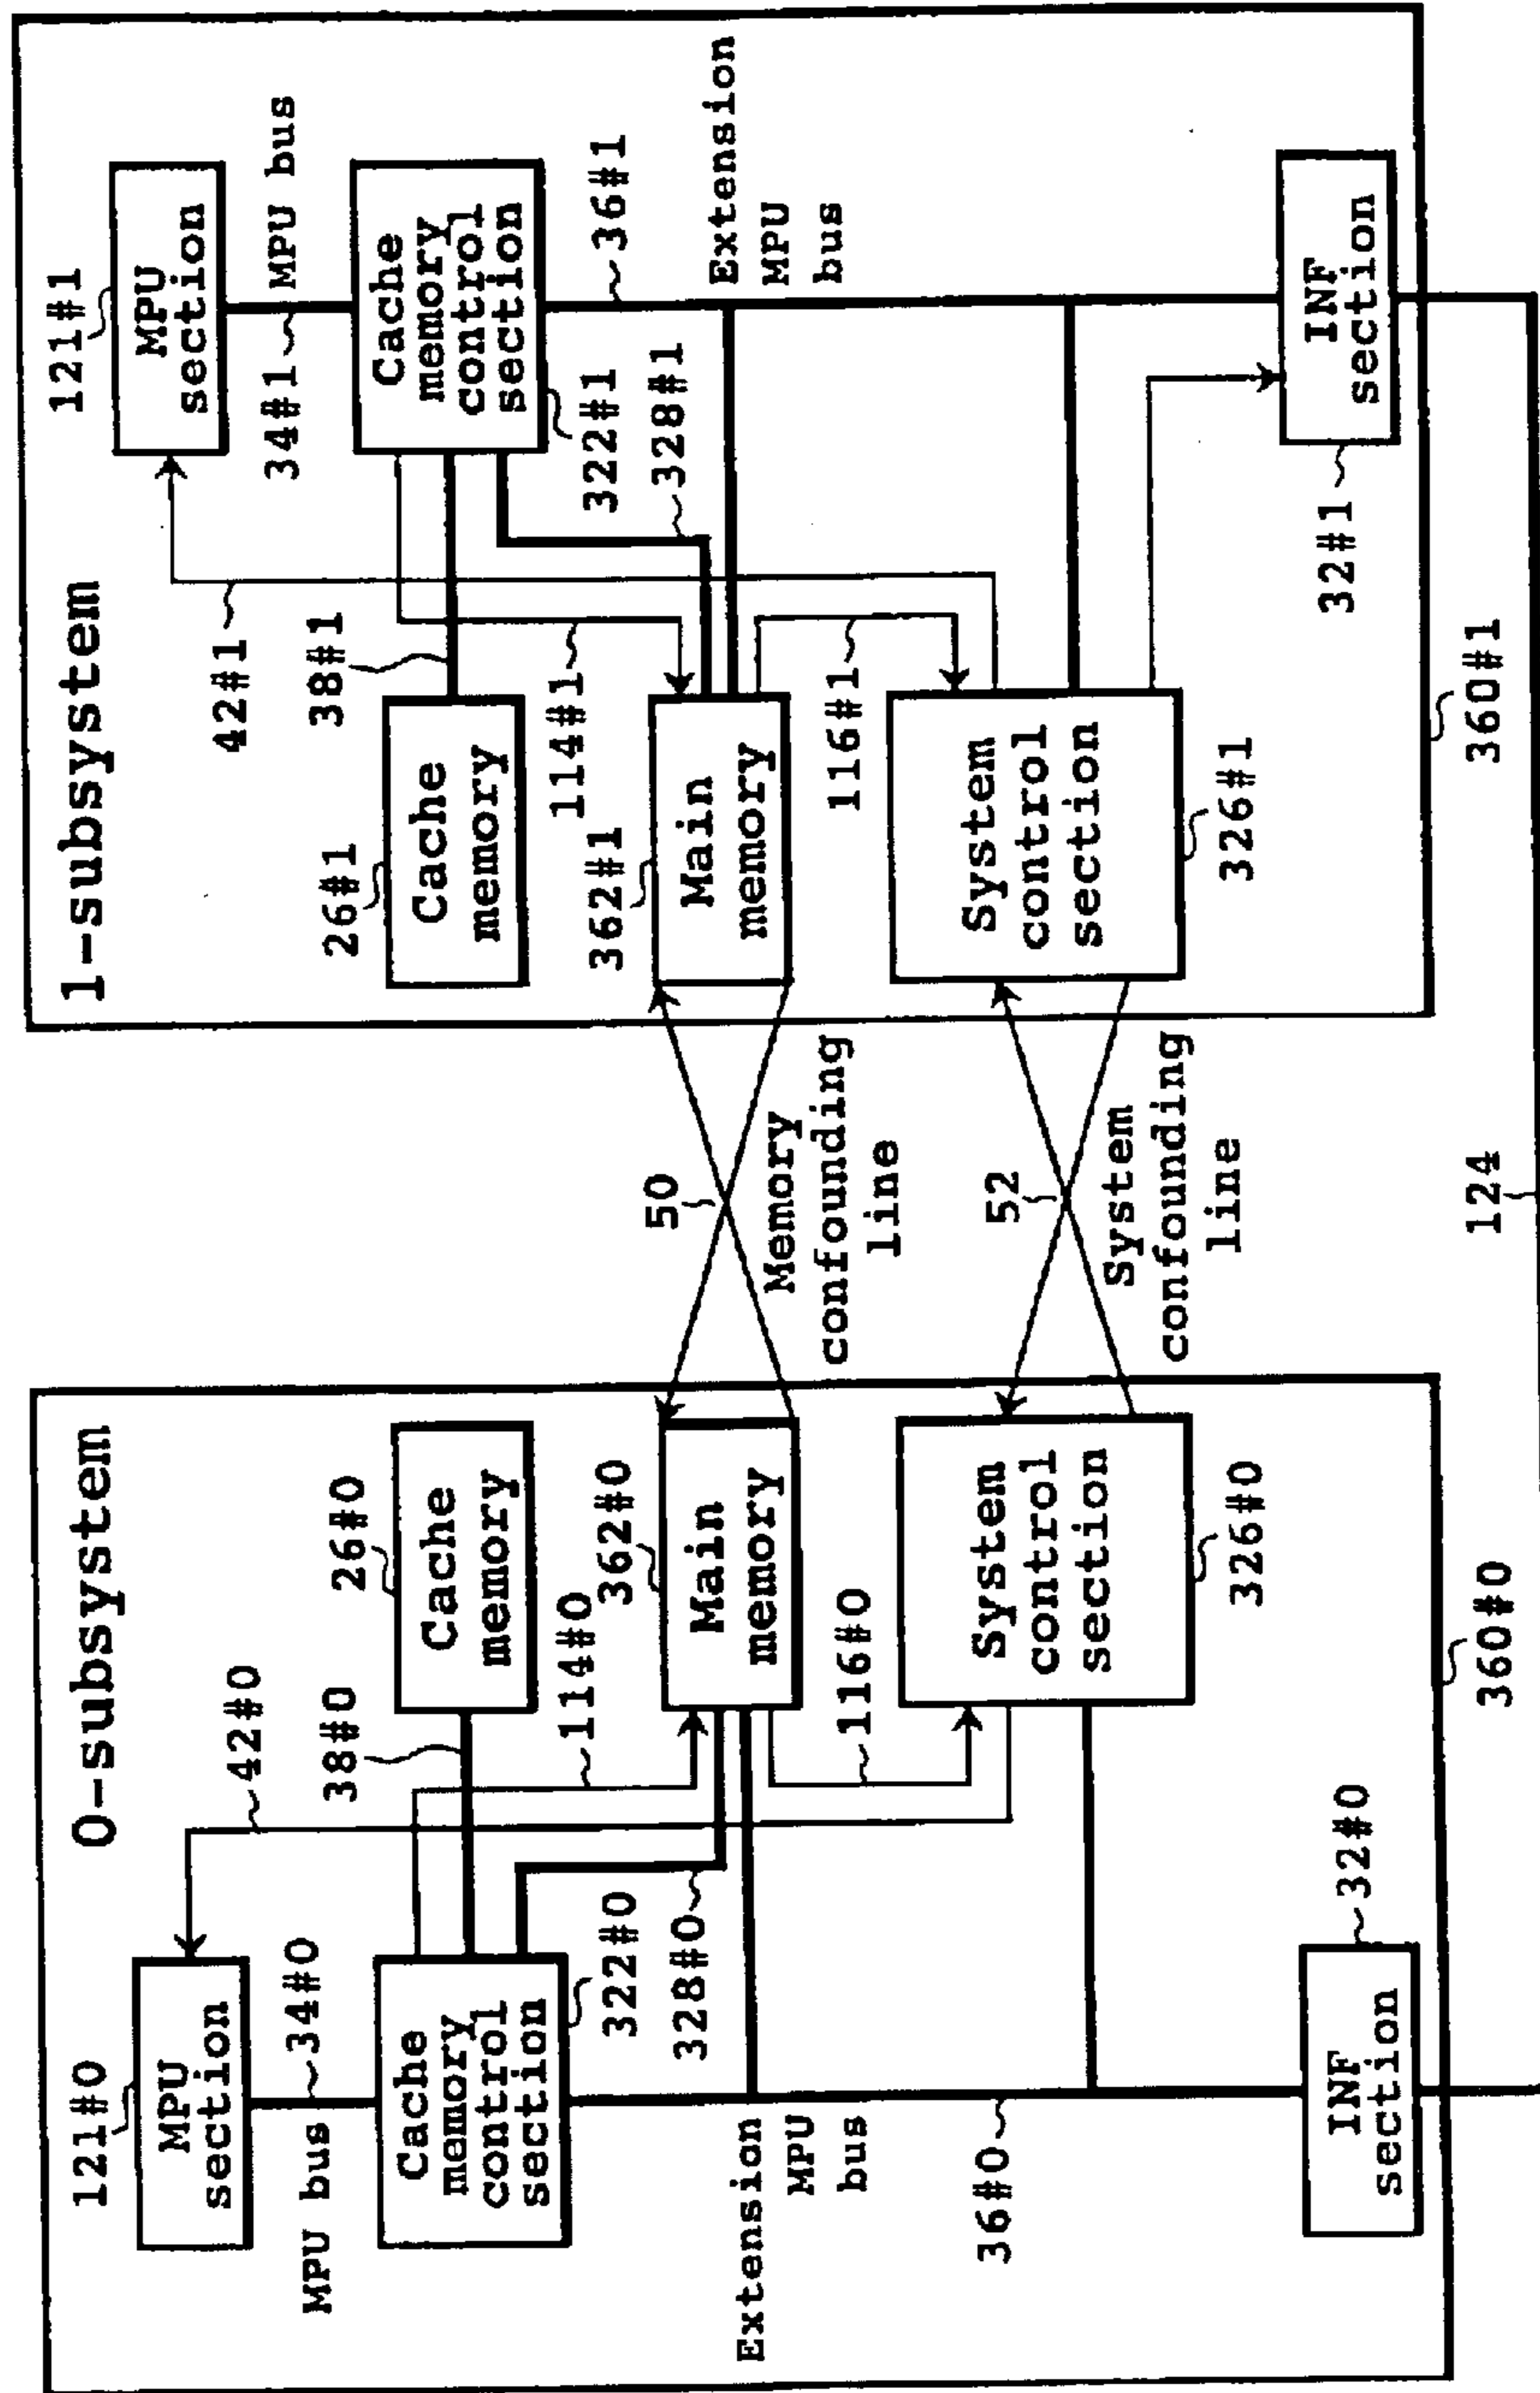 0-subsystem
121#0
MPU
section
42#0
MPU bus
34#0
38#0
26#0
Cache
memory
control
section
Cache
memory
322#0
114#0
362#0
328#0
Main
memory
Extension
MPU
bus
116#0
36#0
System
control
section
326#0
INF
section
32#0
360#0
50
Memory
confounding
line
52
System
confounding
line
124
1-subsystem
121#1
MPU
section
42#1
34#1
MPU bus
38#1
26#1
Cache
memory
Cache
memory
control
section
114#1
322#1
36#1
362#1
328#1
Main
memory
Extension
MPU
bus
116#1
System
control
section
326#1
INF
section
32#1
360#1